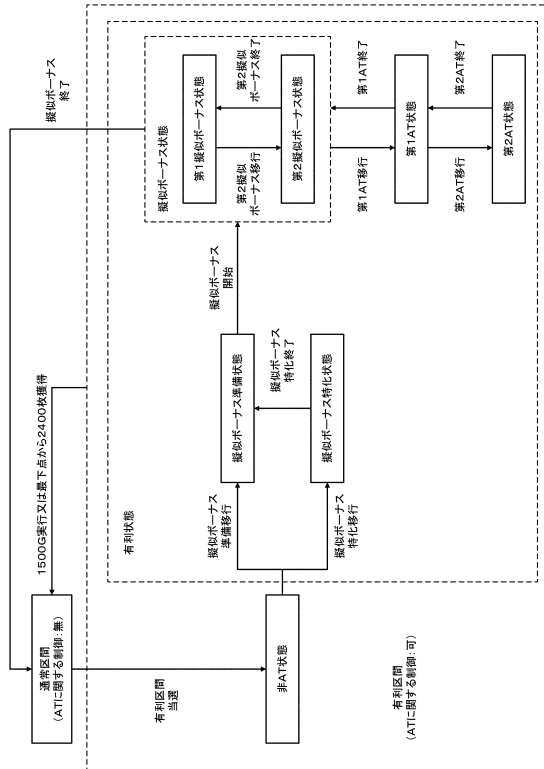 通常区間
(ATに関する制御：無)
1500G実行又は最下点から2400枚獲得
擬似ボーナス
終了
有利区間
当選
有利区間
(ATに関する制御：可)
非AT状態
有利状態
擬似ボーナス
準備移行
擬似ボーナス
特化移行
擬似ボーナス準備状態
擬似ボーナス特化状態
擬似ボーナス
特化終了
擬似ボーナス
開始
擬似ボーナス状態
第1擬似ボーナス状態
第2擬似
ボーナス移行
第2擬似
ボーナス終了
第2擬似ボーナス状態
第1AT移行
第1AT終了
第1AT状態
第2AT移行
第2AT終了
第2AT状態